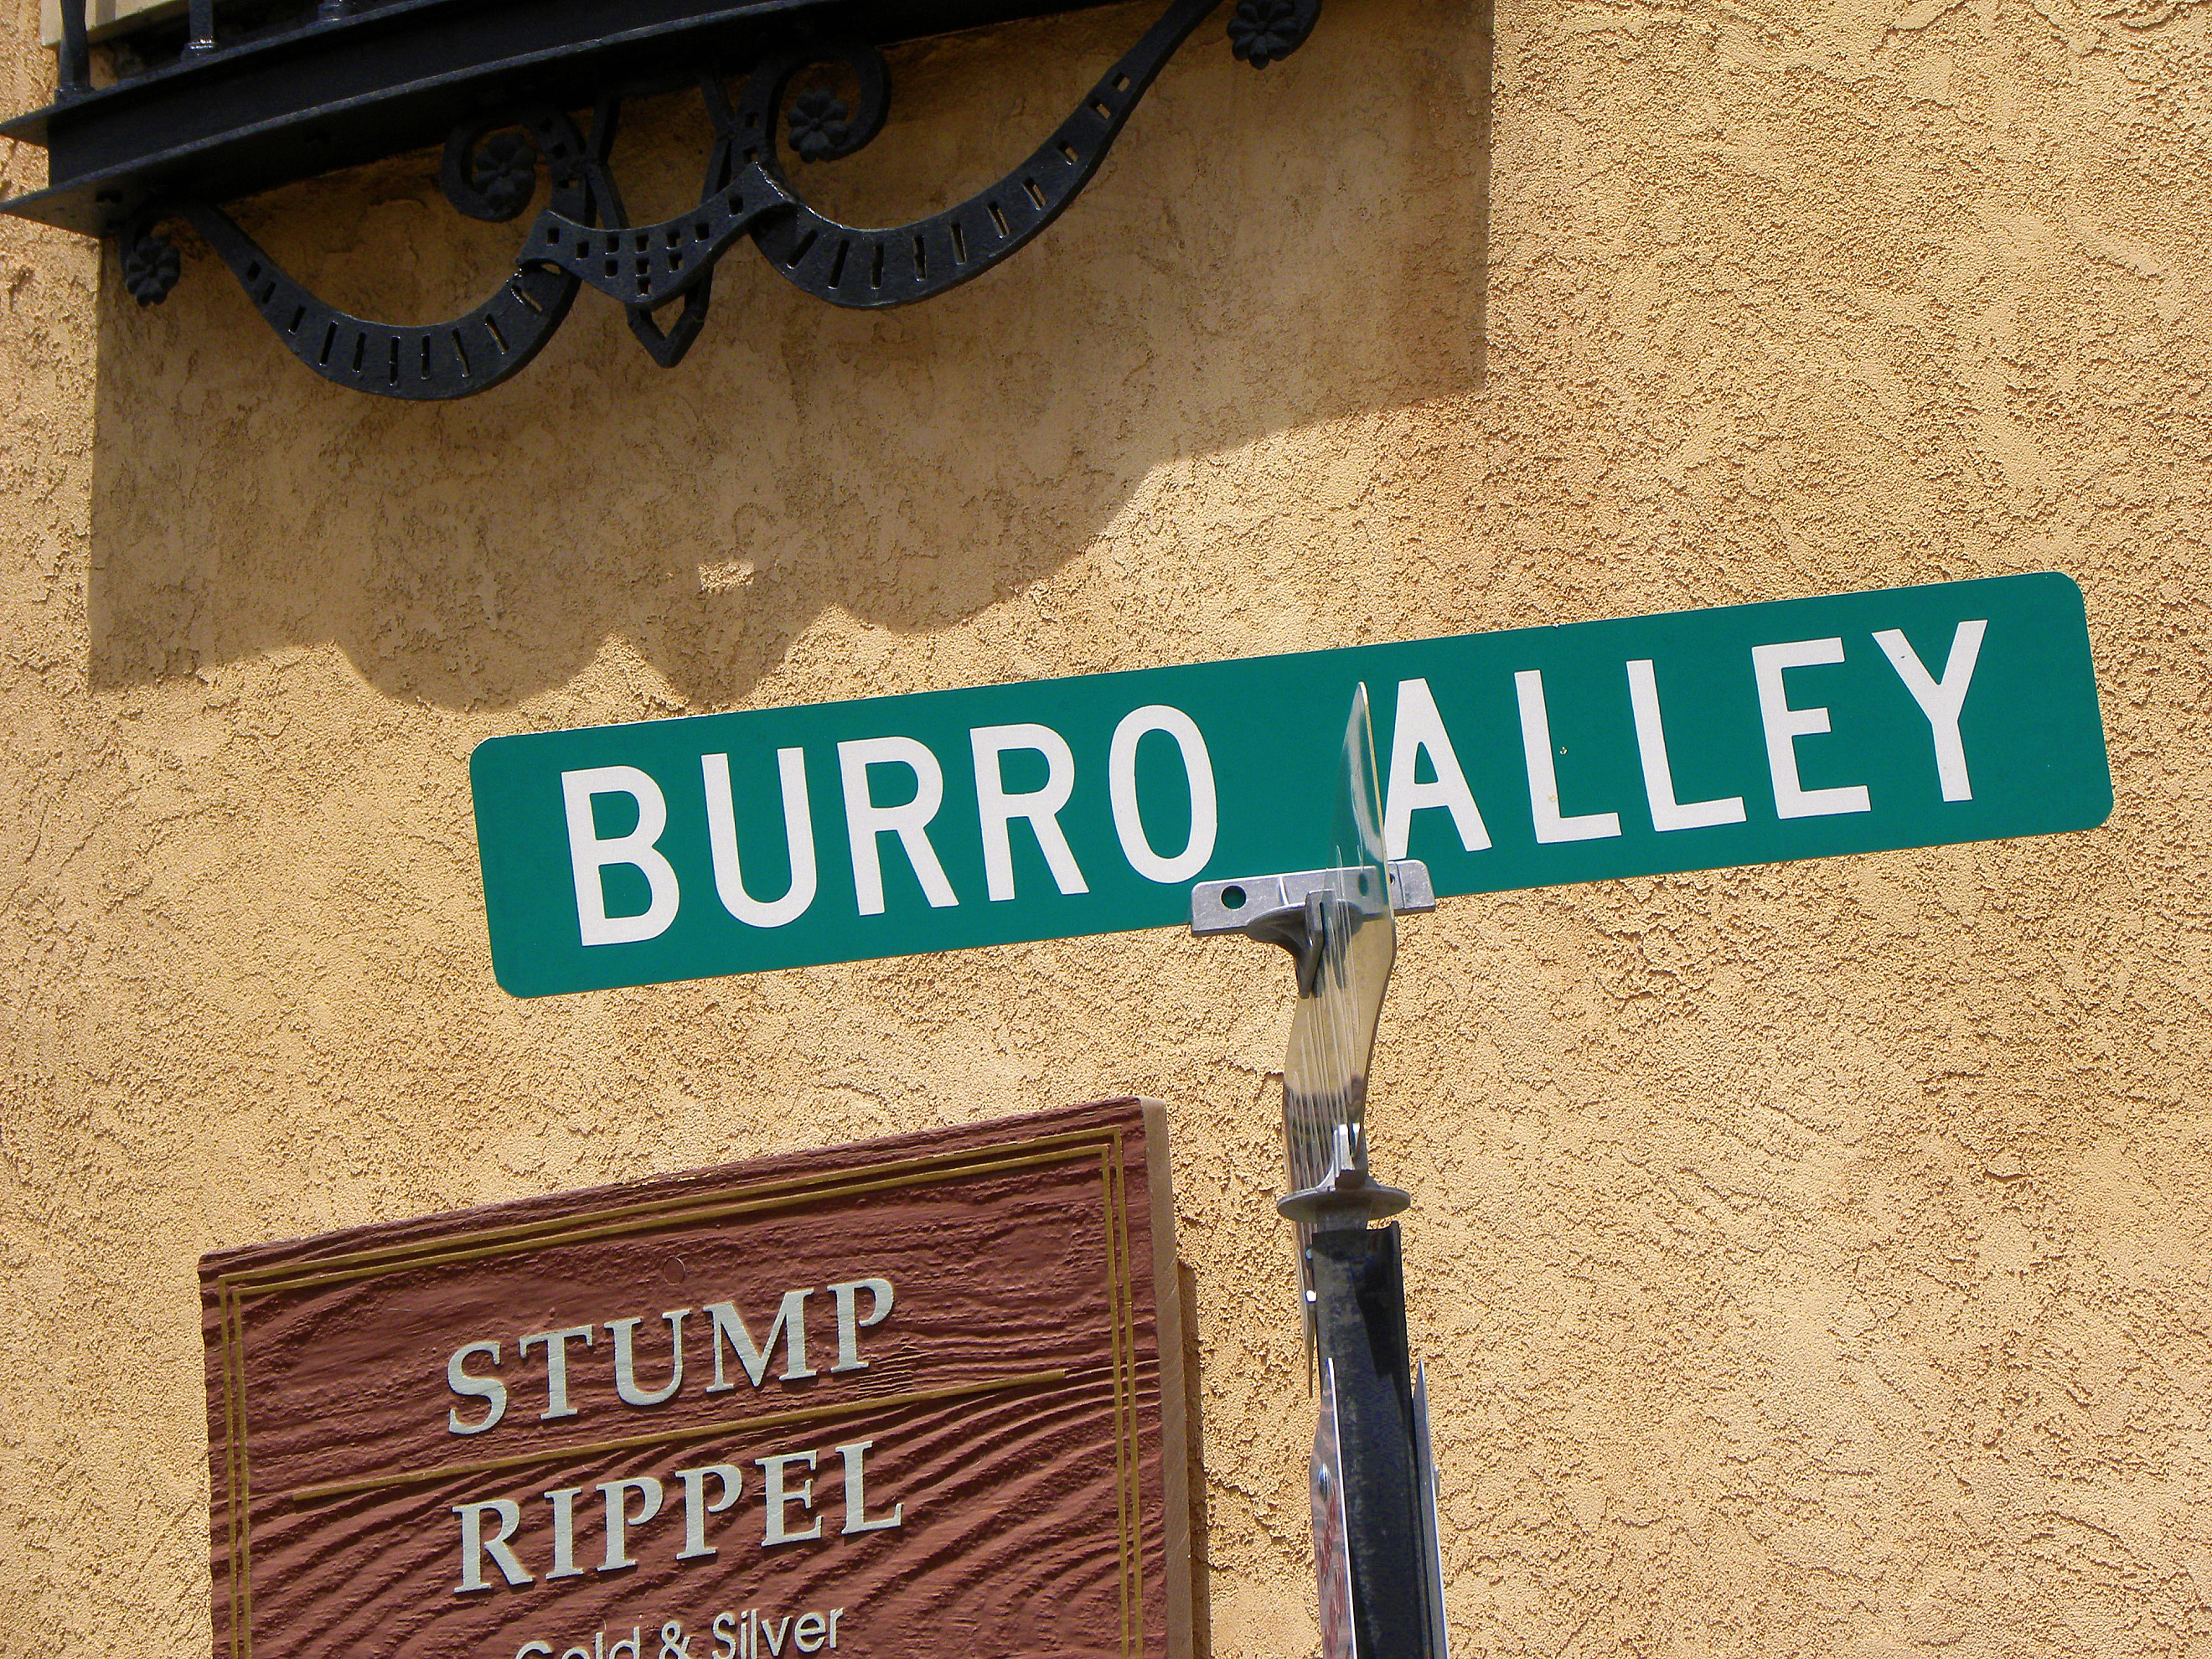 BURRO ALLEY
STUMP
RIPPEL
Gold & Silver